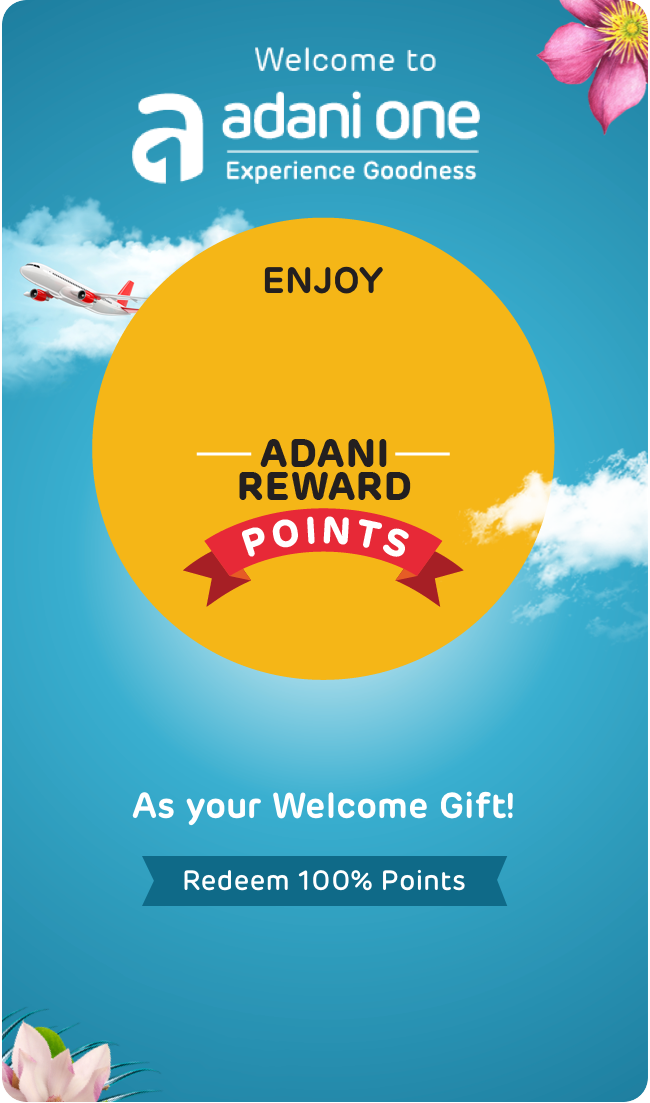 Welcome to
adani one
Experience Goodness
ENJOY
ADANI
REWARD
POINTS
As your Welcome Gift!
Redeem 100% Points